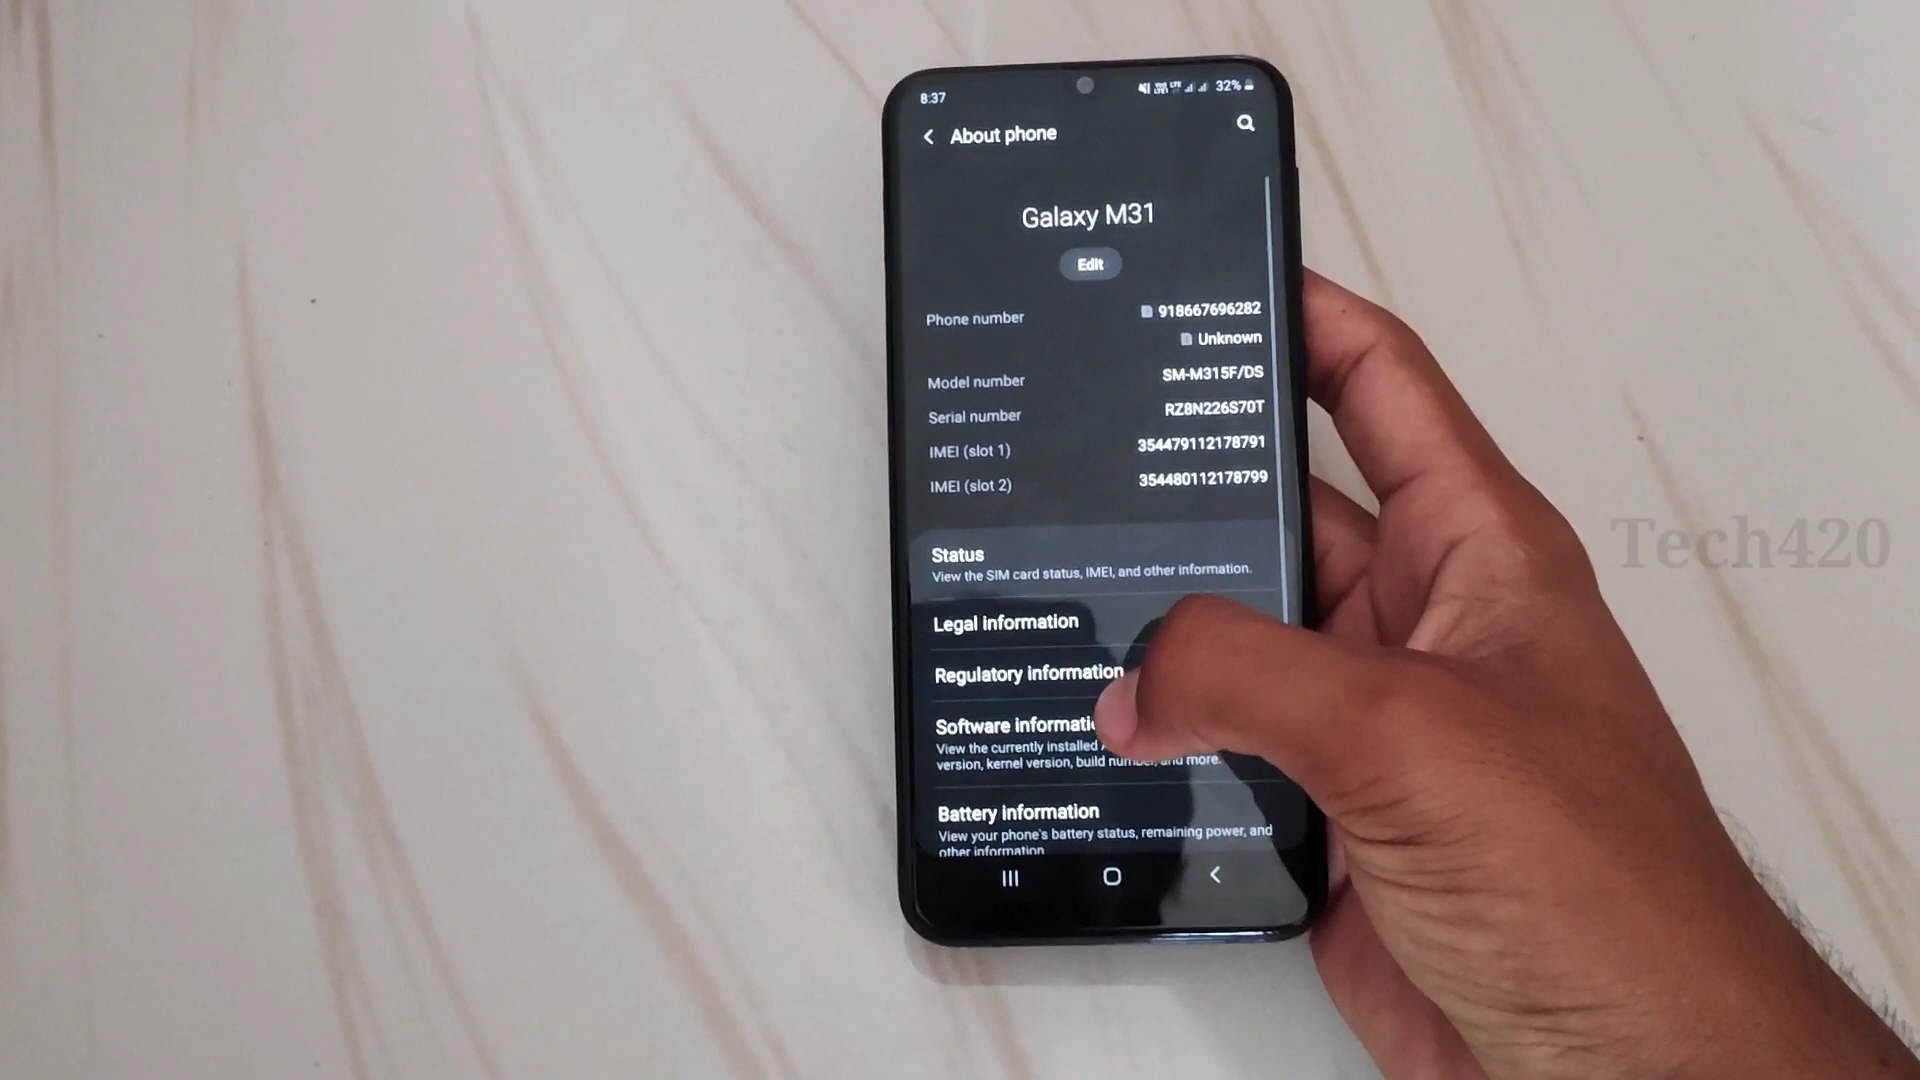 8:37
32%
About phone
Galaxy M31
Edit
Phone number
918667696282
Unknown
Model number SM-M315F/DS
Serial number RZ8N226S70T
IMEI (slot 1) 354479112178791
IMEI (slot 2) 354480112178799
Status
View the SIM card status, IMEI, and other information.
Legal information
Regulatory information
Software
View the currently installed
version, kernel version, build and more.
Battery information
View your phone's battery status, remaining power, and
other information
Tech420